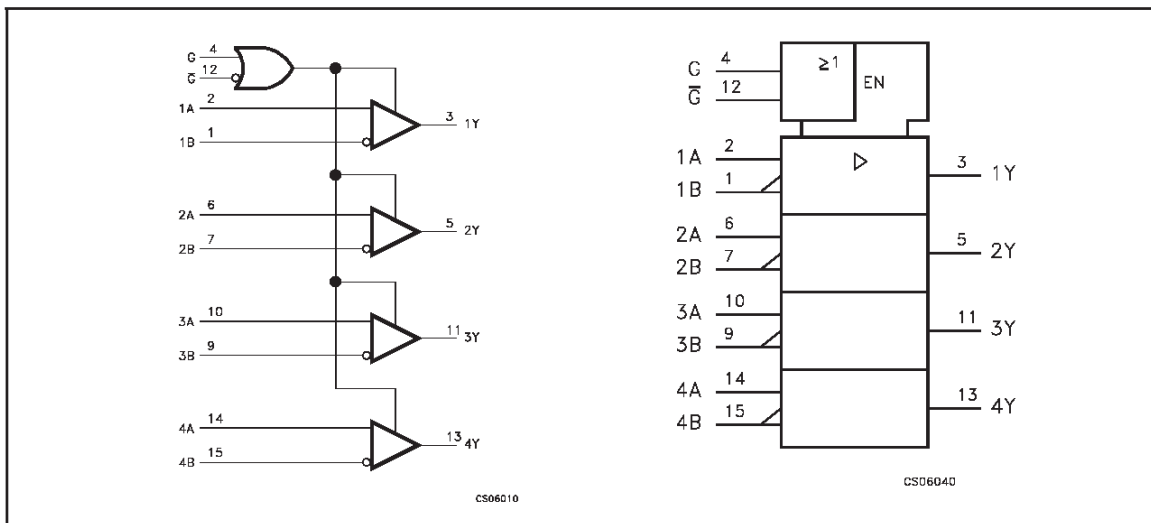 G 4
G̅ 12
1A 2
1B 1
3 1Y
2A 6
2B 7
5 2Y
3A 10
3B 9
11 3Y
4A 14
4B 15
13 4Y
CS06010
G 4
G̅ 12
≥1
EN
1A 2
1B 1
3 1Y
2A 6
2B 7
5 2Y
3A 10
3B 9
11 3Y
4A 14
4B 15
13 4Y
CS06040